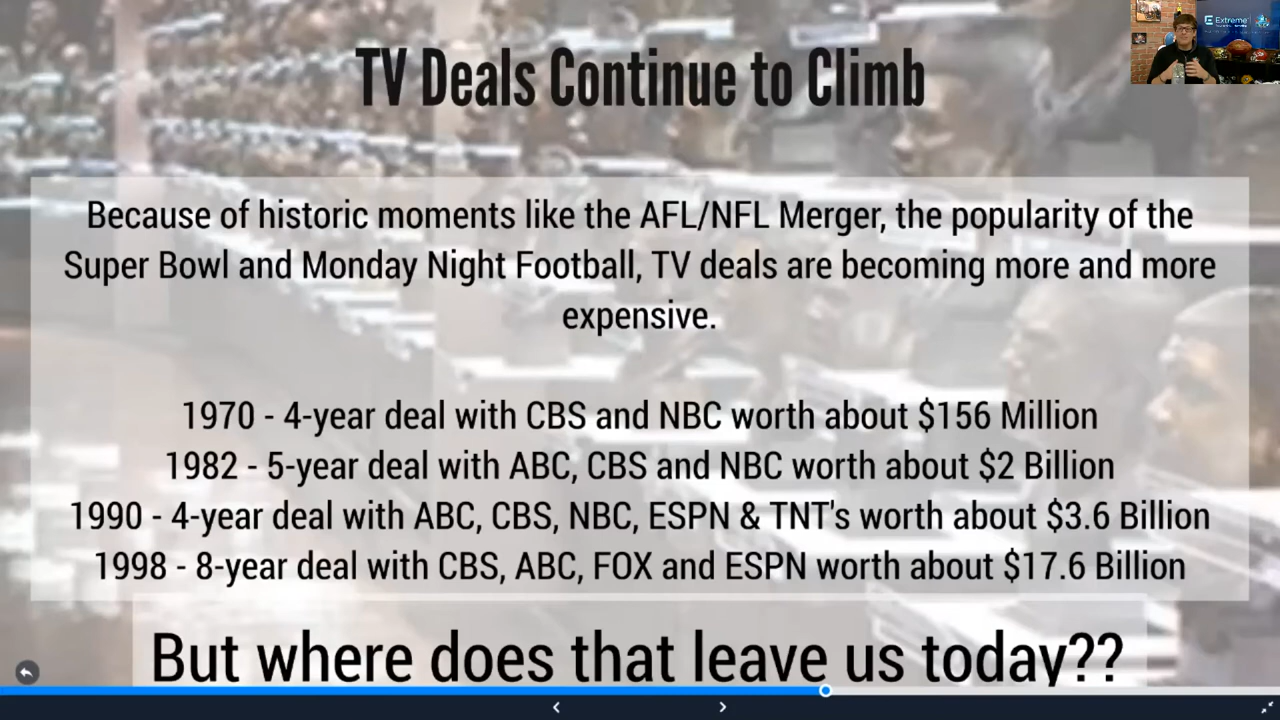 Extreme
TV Deals Continue to Climb
Because of historic moments like the AFL/NFL Merger, the popularity of the
Super Bowl and Monday Night Football, TV deals are becoming more and more
expensive.
1970 - 4-year deal with CBS and NBC worth about $156 Million
1982 - 5-year deal with ABC, CBS and NBC worth about $2 Billion
1990 - 4-year deal with ABC, CBS, NBC, ESPN & TNT's worth about $3.6 Billion
1998 - 8-year deal with CBS, ABC, FOX and ESPN worth about $17.6 Billion
But where does that leave us today??